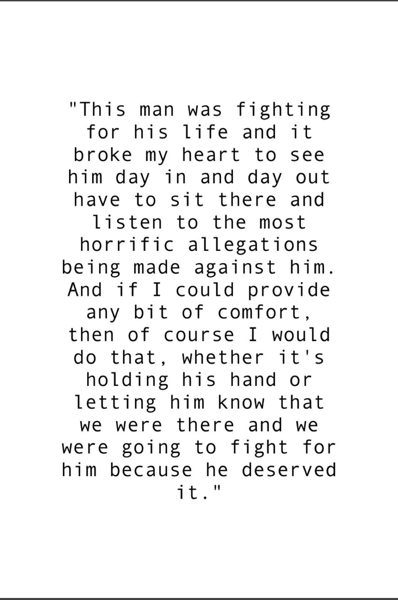 "This man was fighting
for his life and it
broke my heart to see
him day in and day out
have to sit there and
listen to the most
horrific allegations
being made against him.
And if I could provide
any bit of comfort,
then of course I would
do that, whether it's
holding his hand or
letting him know that
we were there and we
were going to fight for
him because he deserved
it."